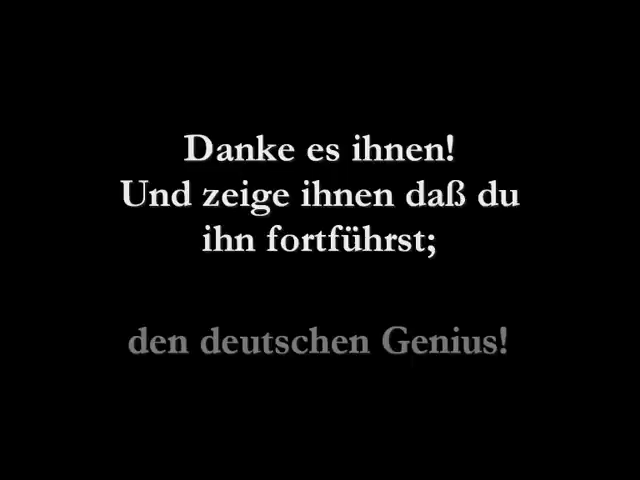 Danke es ihnen!
Und zeige ihnen daß du
ihn fortführst;
den deutschen Genius!